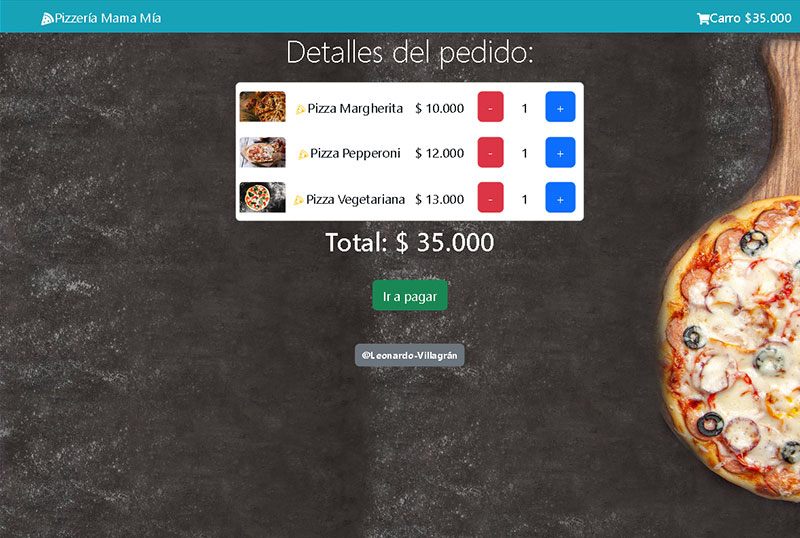 Pizzería Mama Mía
Carro $35.000
Detalles del pedido:
Pizza Margherita $ 10.000 - 1 +
Pizza Pepperoni $ 12.000 - 1 +
Pizza Vegetariana $ 13.000 - 1 +
Total: $ 35.000
Ir a pagar
©Leonardo-Villagrán